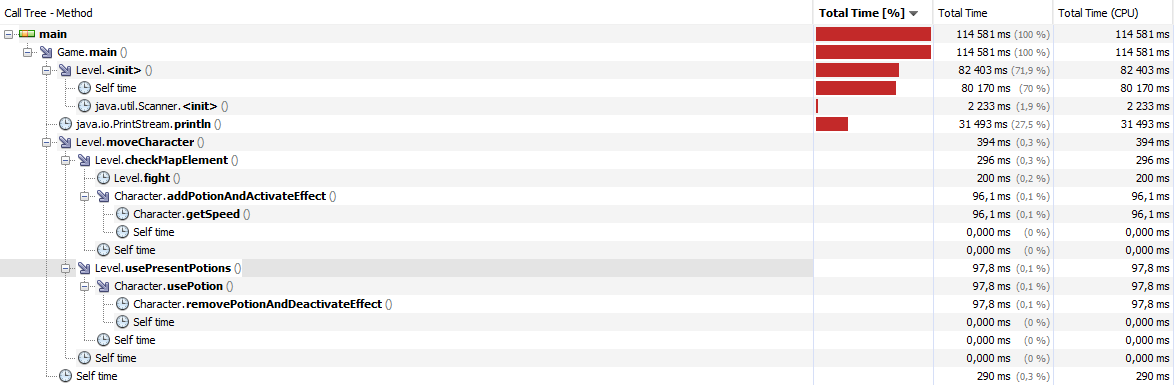 Call Tree - Method Total Time [%] Total Time Total Time (CPU)
main 114 581 ms (100 %) 114 581 ms
Game.main () 114 581 ms (100 %) 114 581 ms
Level.<init> () 82 403 ms (71,9 %) 82 403 ms
Self time 80 170 ms (70 %) 80 170 ms
java.util.Scanner.<init> () 2 233 ms (1,9 %) 2 233 ms
java.io.PrintStream.println () 31 493 ms (27,5 %) 31 493 ms
Level.moveCharacter () 394 ms (0,3 %) 394 ms
Level.checkMapElement () 296 ms (0,3 %) 296 ms
Level.fight () 200 ms (0,2 %) 200 ms
Character.addPotionAndActivateEffect () 96,1 ms (0,1 %) 96,1 ms
Character.getSpeed () 96,1 ms (0,1 %) 96,1 ms
Self time 0,000 ms (0 %) 0,000 ms
Self time 0,000 ms (0 %) 0,000 ms
Level.usePresentPotions () 97,8 ms (0,1 %) 97,8 ms
Character.usePotion () 97,8 ms (0,1 %) 97,8 ms
Character.removePotionAndDeactivateEffect () 97,8 ms (0,1 %) 97,8 ms
Self time 0,000 ms (0 %) 0,000 ms
Self time 0,000 ms (0 %) 0,000 ms
Self time 0,000 ms (0 %) 0,000 ms
Self time 290 ms (0,3 %) 290 ms